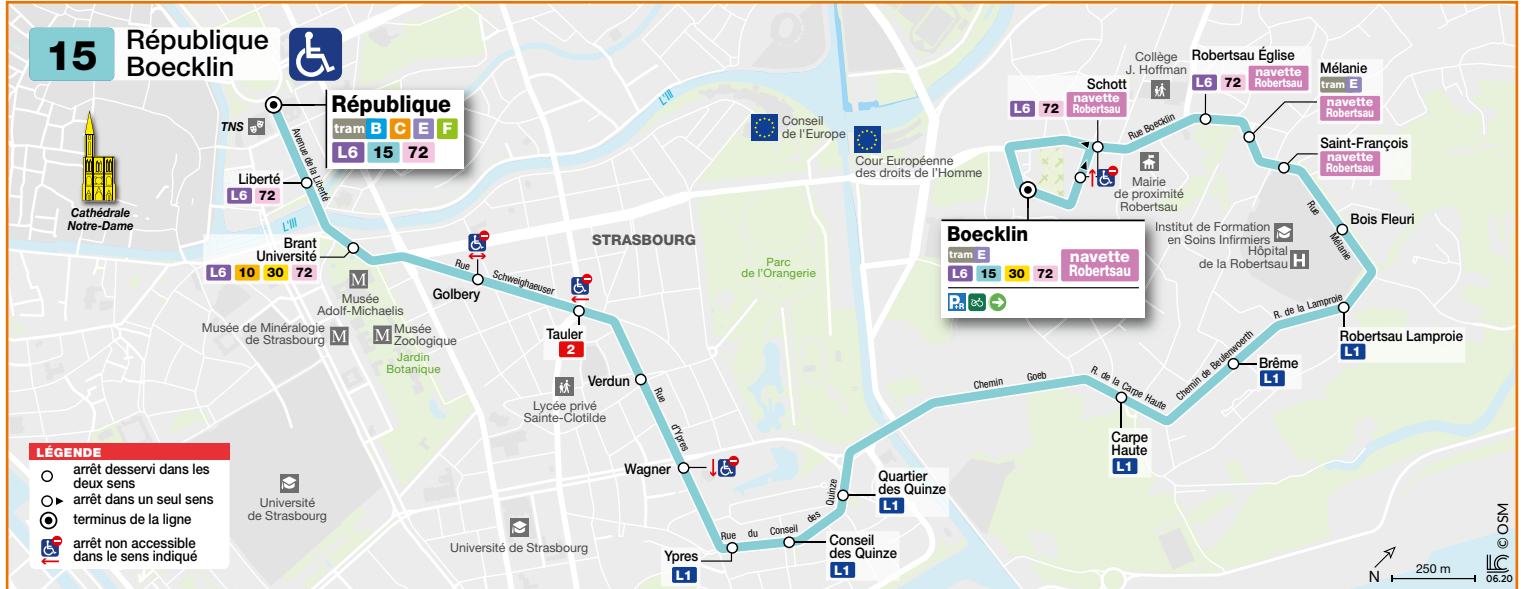 15
République
Boecklin
TNS
Avenue de la Liberté
République
tram B C E F
L6 15 72
Cathédrale
Notre-Dame
Liberté
L6 72
L'Ill
L'Ill
Brant
Université
L6 10 30 72
M
Musée
Adolf-Michaelis
Musée de Minéralogie
de Strasbourg
M
M
Musée
Zoologique
Jardin
Botanique
Rue Schweighaeuser
Golbery
Tauler
2
STRASBOURG
Verdun
Lycée privé
Sainte-Clotilde
Rue d'Ypres
Wagner
Ypres
L1
Rue du Conseil des Quinze
Conseil
des Quinze
L1
Quartier
des Quinze
L1
Université
de Strasbourg
Université de Strasbourg
Parc
de l'Orangerie
Conseil
de l'Europe
Cour Européenne
des droits de l'Homme
Chemin Goeb
R. de la Carpe Haute
Carpe
Haute
L1
Chemin de Beulenwoerth
Brême
L1
R. de la Lamproie
Robertsau Lamproie
L1
Rue Mélanie
Bois Fleuri
Institut de Formation
en Soins Infirmiers
Hôpital
de la Robertsau
H
Saint-François
navette
Robertsau
Mélanie
tram E
navette
Robertsau
Robertsau Église
L6 72 navette
Robertsau
Collège
J. Hoffman
Rue Boecklin
Schott
L6 72 navette
Robertsau
Mairie
de proximité
Robertsau
Boecklin
tram E
L6 15 30 72 navette
Robertsau
P+R
LÉGENDE
arrêt desservi dans les
deux sens
arrêt dans un seul sens
terminus de la ligne
arrêt non accessible
dans le sens indiqué
N
250 m
LC © OSM
06.20